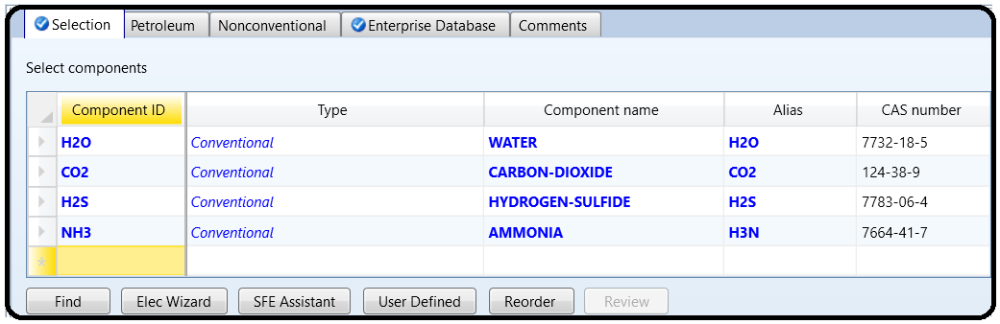 Selection Petroleum Nonconventional Enterprise Database Comments
Select components
Component ID Type Component name Alias CAS number
H2O Conventional WATER H2O 7732-18-5
CO2 Conventional CARBON-DIOXIDE CO2 124-38-9
H2S Conventional HYDROGEN-SULFIDE H2S 7783-06-4
NH3 Conventional AMMONIA H3N 7664-41-7
Find Elec Wizard SFE Assistant User Defined Reorder Review